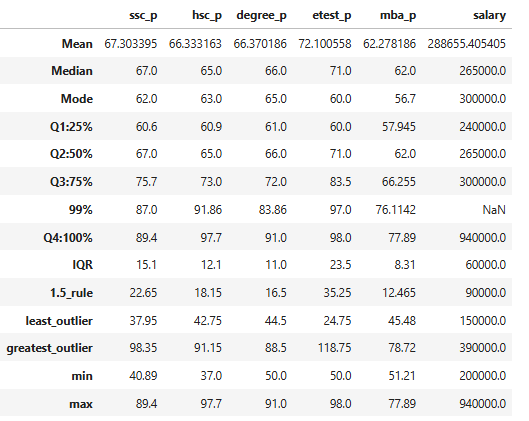 ssc_p hsc_p degree_p etest_p mba_p salary
Mean 67.303395 66.333163 66.370186 72.100558 62.278186 288655.405405
Median 67.0 65.0 66.0 71.0 62.0 265000.0
Mode 62.0 63.0 65.0 60.0 56.7 300000.0
Q1:25% 60.6 60.9 61.0 60.0 57.945 240000.0
Q2:50% 67.0 65.0 66.0 71.0 62.0 265000.0
Q3:75% 75.7 73.0 72.0 83.5 66.255 300000.0
99% 87.0 91.86 83.86 97.0 76.1142 NaN
Q4:100% 89.4 97.7 91.0 98.0 77.89 940000.0
IQR 15.1 12.1 11.0 23.5 8.31 60000.0
1.5_rule 22.65 18.15 16.5 35.25 12.465 90000.0
least_outlier 37.95 42.75 44.5 24.75 45.48 150000.0
greatest_outlier 98.35 91.15 88.5 118.75 78.72 390000.0
min 40.89 37.0 50.0 50.0 51.21 200000.0
max 89.4 97.7 91.0 98.0 77.89 940000.0